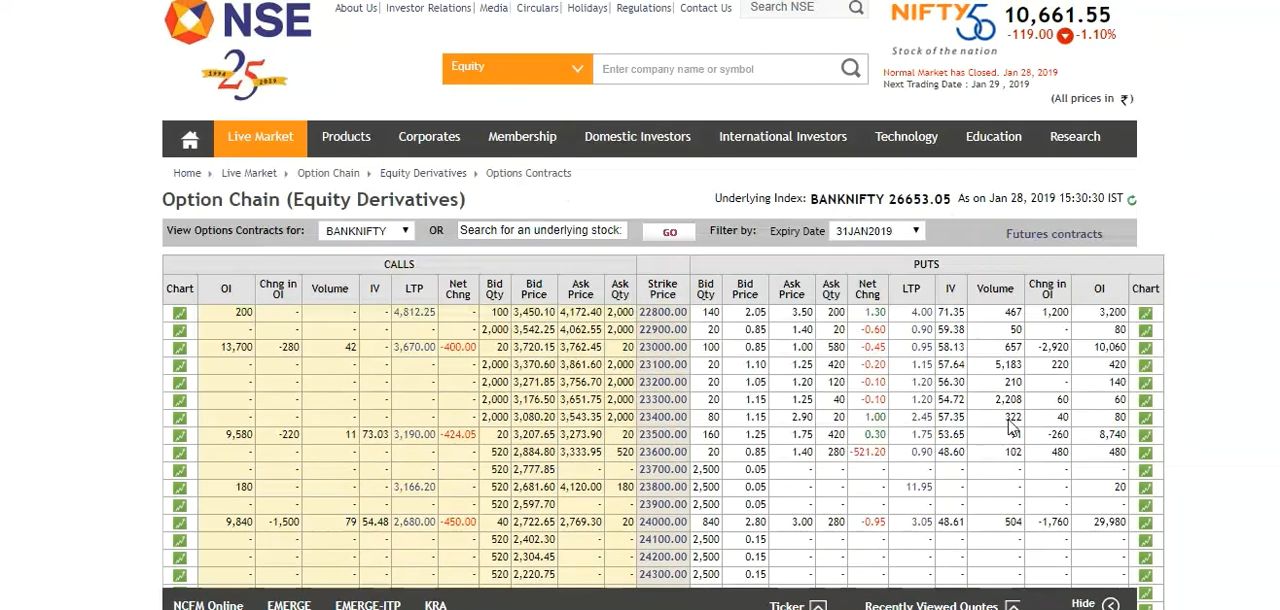 About Us| Investor Relations| Media| Circulars| Holidays| Regulations| Contact Us
Search NSE
NSE
1994 25 2019
NIFTY50
Stock of the nation
10,661.55
-119.00 -1.10%
Normal Market has Closed. Jan 28, 2019
Next Trading Date : Jan 29 , 2019
(All prices in ₹)
Equity
Enter company name or symbol
Live Market Products Corporates Membership Domestic Investors International Investors Technology Education Research
Home Live Market Option Chain Equity Derivatives Options Contracts
Option Chain (Equity Derivatives)
Underlying Index: BANKNIFTY 26653.05 As on Jan 28, 2019 15:30:30 IST
View Options Contracts for: BANKNIFTY OR Search for an underlying stock: GO Filter by: Expiry Date 31JAN2019 Futures contracts
CALLS PUTS
Chart OI Chng in OI Volume IV LTP Net Chng Bid Qty Bid Price Ask Price Ask Qty Strike Price Bid Qty Bid Price Ask Price Ask Qty Net Chng LTP IV Volume Chng in OI OI Chart
200 - - - 4,812.25 - 100 3,450.10 4,172.40 2,000 22800.00 140 2.05 3.50 200 1.30 4.00 71.35 467 1,200 3,200
- - - - - - 2,000 3,542.25 4,062.55 2,000 22900.00 20 0.85 1.40 20 -0.60 0.90 59.38 50 - 80
13,700 -280 42 - 3,670.00 -400.00 20 3,720.15 3,762.45 20 23000.00 100 0.85 1.00 580 -0.45 0.95 58.13 657 -2,920 10,060
- - - - - - 2,000 3,370.60 3,861.60 2,000 23100.00 20 1.10 1.25 420 -0.20 1.15 57.64 5,183 220 420
- - - - - - 2,000 3,271.85 3,756.70 2,000 23200.00 20 1.05 1.20 120 -0.10 1.20 56.30 210 - 140
- - - - - - 2,000 3,176.50 3,651.75 2,000 23300.00 20 1.15 1.25 40 -0.10 1.20 54.72 2,208 60 60
- - - - - - 2,000 3,080.20 3,543.35 2,000 23400.00 80 1.15 2.90 20 1.00 2.45 57.35 322 40 80
9,580 -220 11 73.03 3,190.00 -424.05 20 3,207.65 3,273.90 20 23500.00 160 1.25 1.75 420 0.30 1.75 53.65 -260 8,740
- - - - - - 520 2,884.80 3,333.95 520 23600.00 20 0.85 1.40 280 -521.20 0.90 48.60 102 480 480
- - - - - - 520 2,777.85 - - 23700.00 2,500 0.05 - - - - - - - -
180 - - - 3,166.20 - 520 2,681.60 4,120.00 180 23800.00 2,500 0.05 - - - 11.95 - - - 20
- - - - - - 520 2,597.70 - - 23900.00 2,500 0.05 - - - - - - - -
9,840 -1,500 79 54.48 2,680.00 -450.00 40 2,722.65 2,769.30 20 24000.00 840 2.80 3.00 280 -0.95 3.05 48.61 504 -1,760 29,980
- - - - - - 520 2,402.30 - - 24100.00 2,500 0.15 - - - - - - - -
- - - - - - 520 2,304.45 - - 24200.00 2,500 0.15 - - - - - - - -
- - - - - - 520 2,220.75 - - 24300.00 2,500 0.15 - - - - - - - -
NCFM Online EMERGE EMERGE-ITP KRA Ticker Recently Viewed Quotes Hide